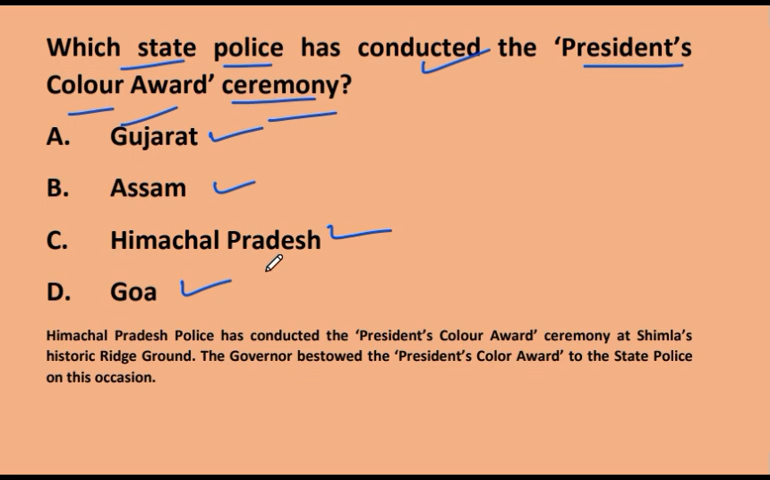 Which state police has conducted the ‘President’s
Colour Award’ ceremony?
A. Gujarat
B. Assam
C. Himachal Pradesh
D. Goa
Himachal Pradesh Police has conducted the ‘President’s Colour Award’ ceremony at Shimla’s
historic Ridge Ground. The Governor bestowed the ‘President’s Color Award’ to the State Police
on this occasion.